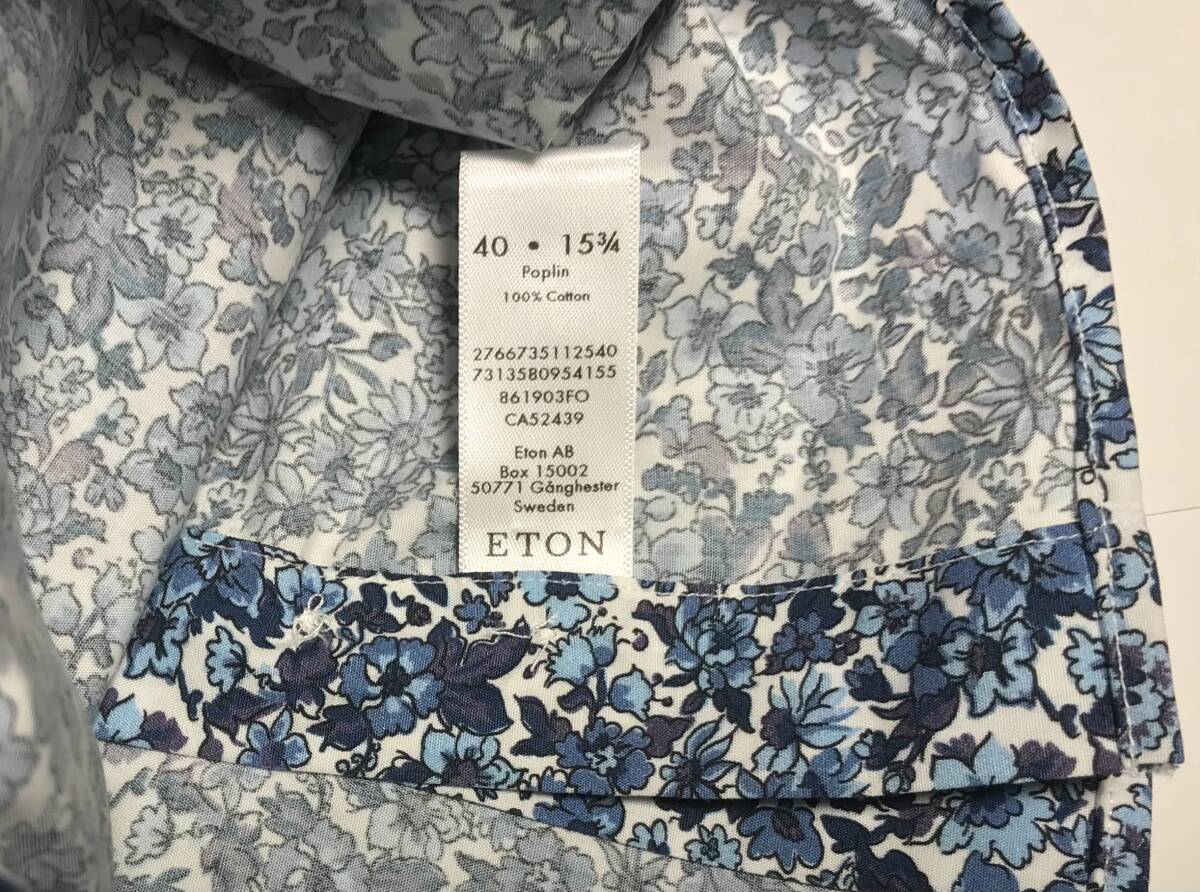 40 • 15¾
Poplin
100% Cotton
2766735112540
7313580954155
861903FO
CA52439
Eton AB
Box 15002
50771 Gånghester
Sweden
ETON